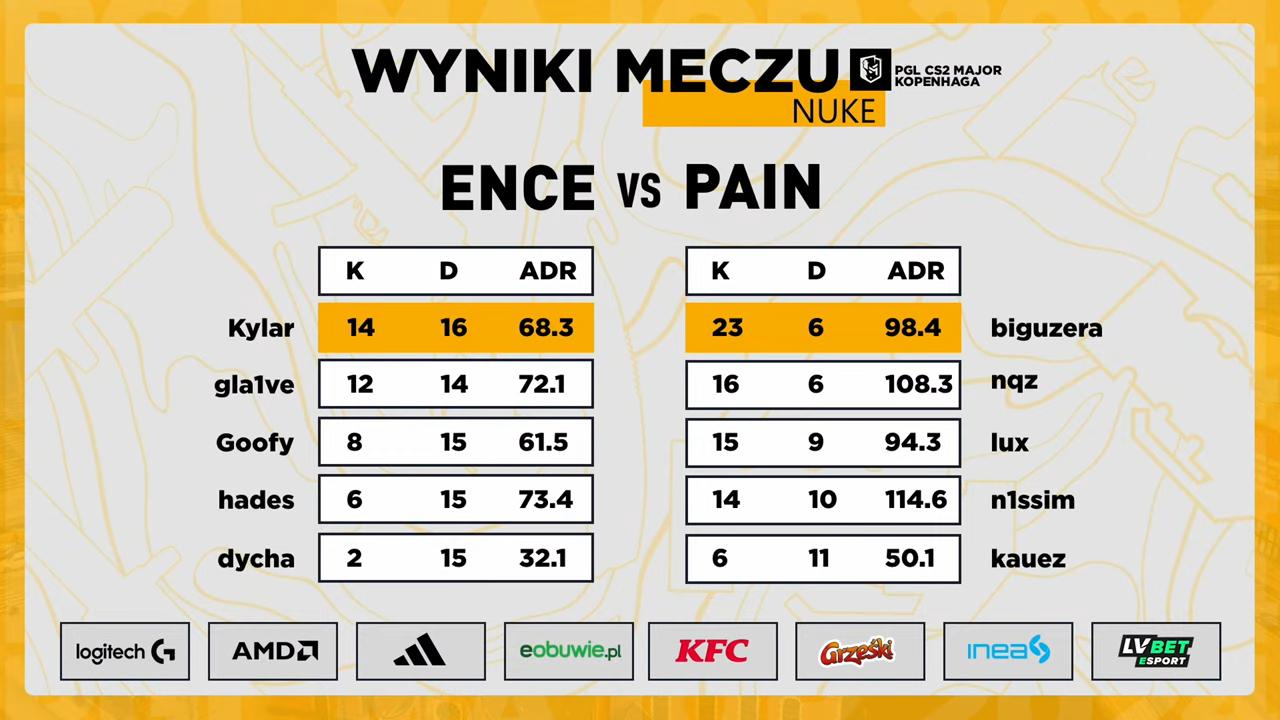 WYNIKI MECZU
PGL CS2 MAJOR
KOPENHAGA
NUKE
ENCE VS PAIN
K D ADR K D ADR
Kylar 14 16 68.3 23 6 98.4 biguzera
gla1ve 12 14 72.1 16 6 108.3 nqz
Goofy 8 15 61.5 15 9 94.3 lux
hades 6 15 73.4 14 10 114.6 n1ssim
dycha 2 15 32.1 6 11 50.1 kauez
logitech G AMD eobuwie.pl KFC Grześki inea LVBET ESPORT